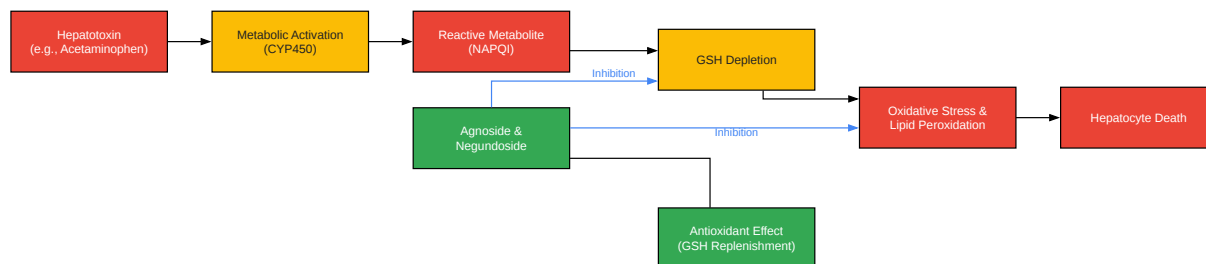 Hepatotoxin
(e.g., Acetaminophen)
Metabolic Activation
(CYP450)
Reactive Metabolite
(NAPQI)
GSH Depletion
Inhibition
Agnoside &
Negundoside
Inhibition
Oxidative Stress &
Lipid Peroxidation
Hepatocyte Death
Antioxidant Effect
(GSH Replenishment)